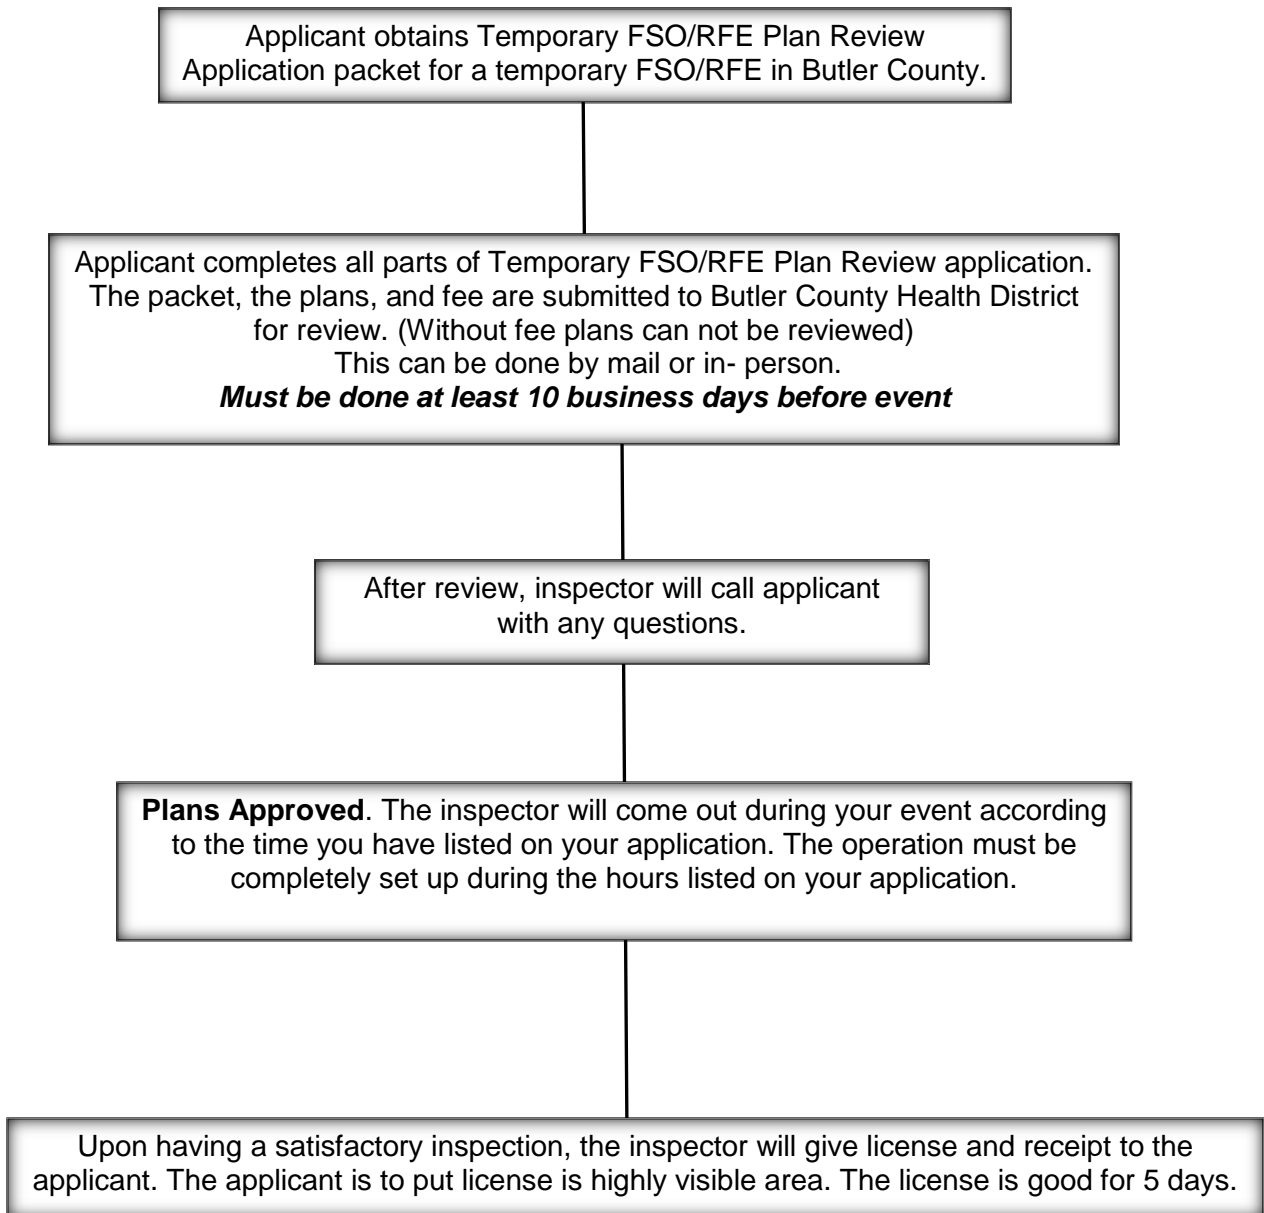 Applicant obtains Temporary FSO/RFE Plan Review
Application packet for a temporary FSO/RFE in Butler County.
Applicant completes all parts of Temporary FSO/RFE Plan Review application.
The packet, the plans, and fee are submitted to Butler County Health District
for review. (Without fee plans can not be reviewed)
This can be done by mail or in- person.
Must be done at least 10 business days before event
After review, inspector will call applicant
with any questions.
Plans Approved. The inspector will come out during your event according
to the time you have listed on your application. The operation must be
completely set up during the hours listed on your application.
Upon having a satisfactory inspection, the inspector will give license and receipt to the
applicant. The applicant is to put license is highly visible area. The license is good for 5 days.